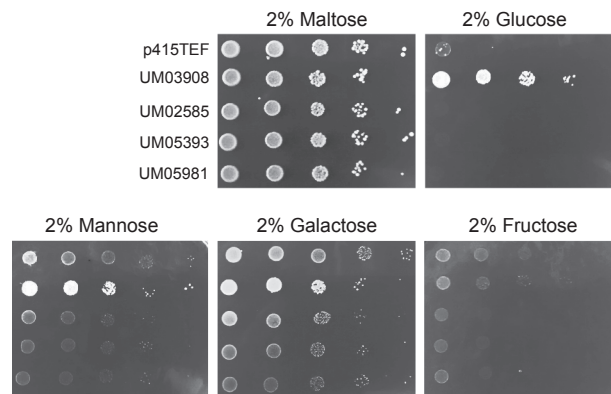 2% Maltose 2% Glucose
p415TEF
UM03908
UM02585
UM05393
UM05981
2% Mannose 2% Galactose 2% Fructose